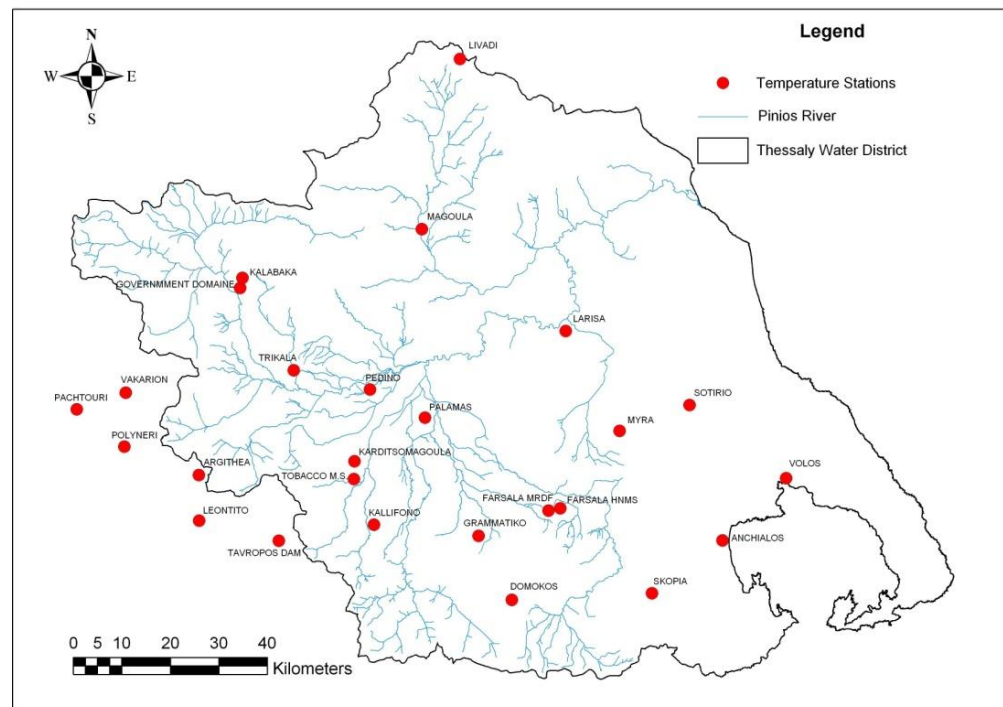 Legend
Temperature Stations
Pinios River
Thessaly Water District
N
W
E
S
LIVADI
MAGOULA
KALABAKA
GOVERNMMENT DOMAINE
LARISA
TRIKALA
PEDINO
VAKARION
PACHTOURI
SOTIRIO
PALAMAS
MYRA
POLYNERI
ARGITHEA
KARDITSOMAGOULA
TOBACCO M.S.
VOLOS
FARSALA MRDF
FARSALA HNMS
LEONTITO
KALLIFONO
GRAMMATIKO
TAVROPOS DAM
ANCHIALOS
DOMOKOS
SKOPIA
0 5 10 20 30 40
Kilometers